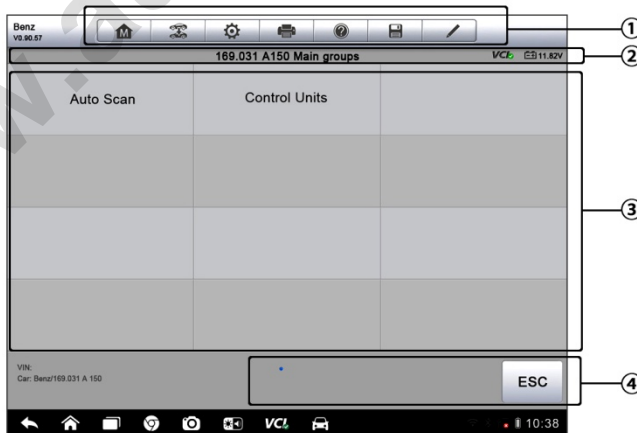 Benz
V0.90.57
M
①
169.031 A150 Main groups
VCI
11.82V
②
Auto Scan
Control Units
③
VIN:
Car: Benz/169.031 A 150
ESC
④
VCI
10:38